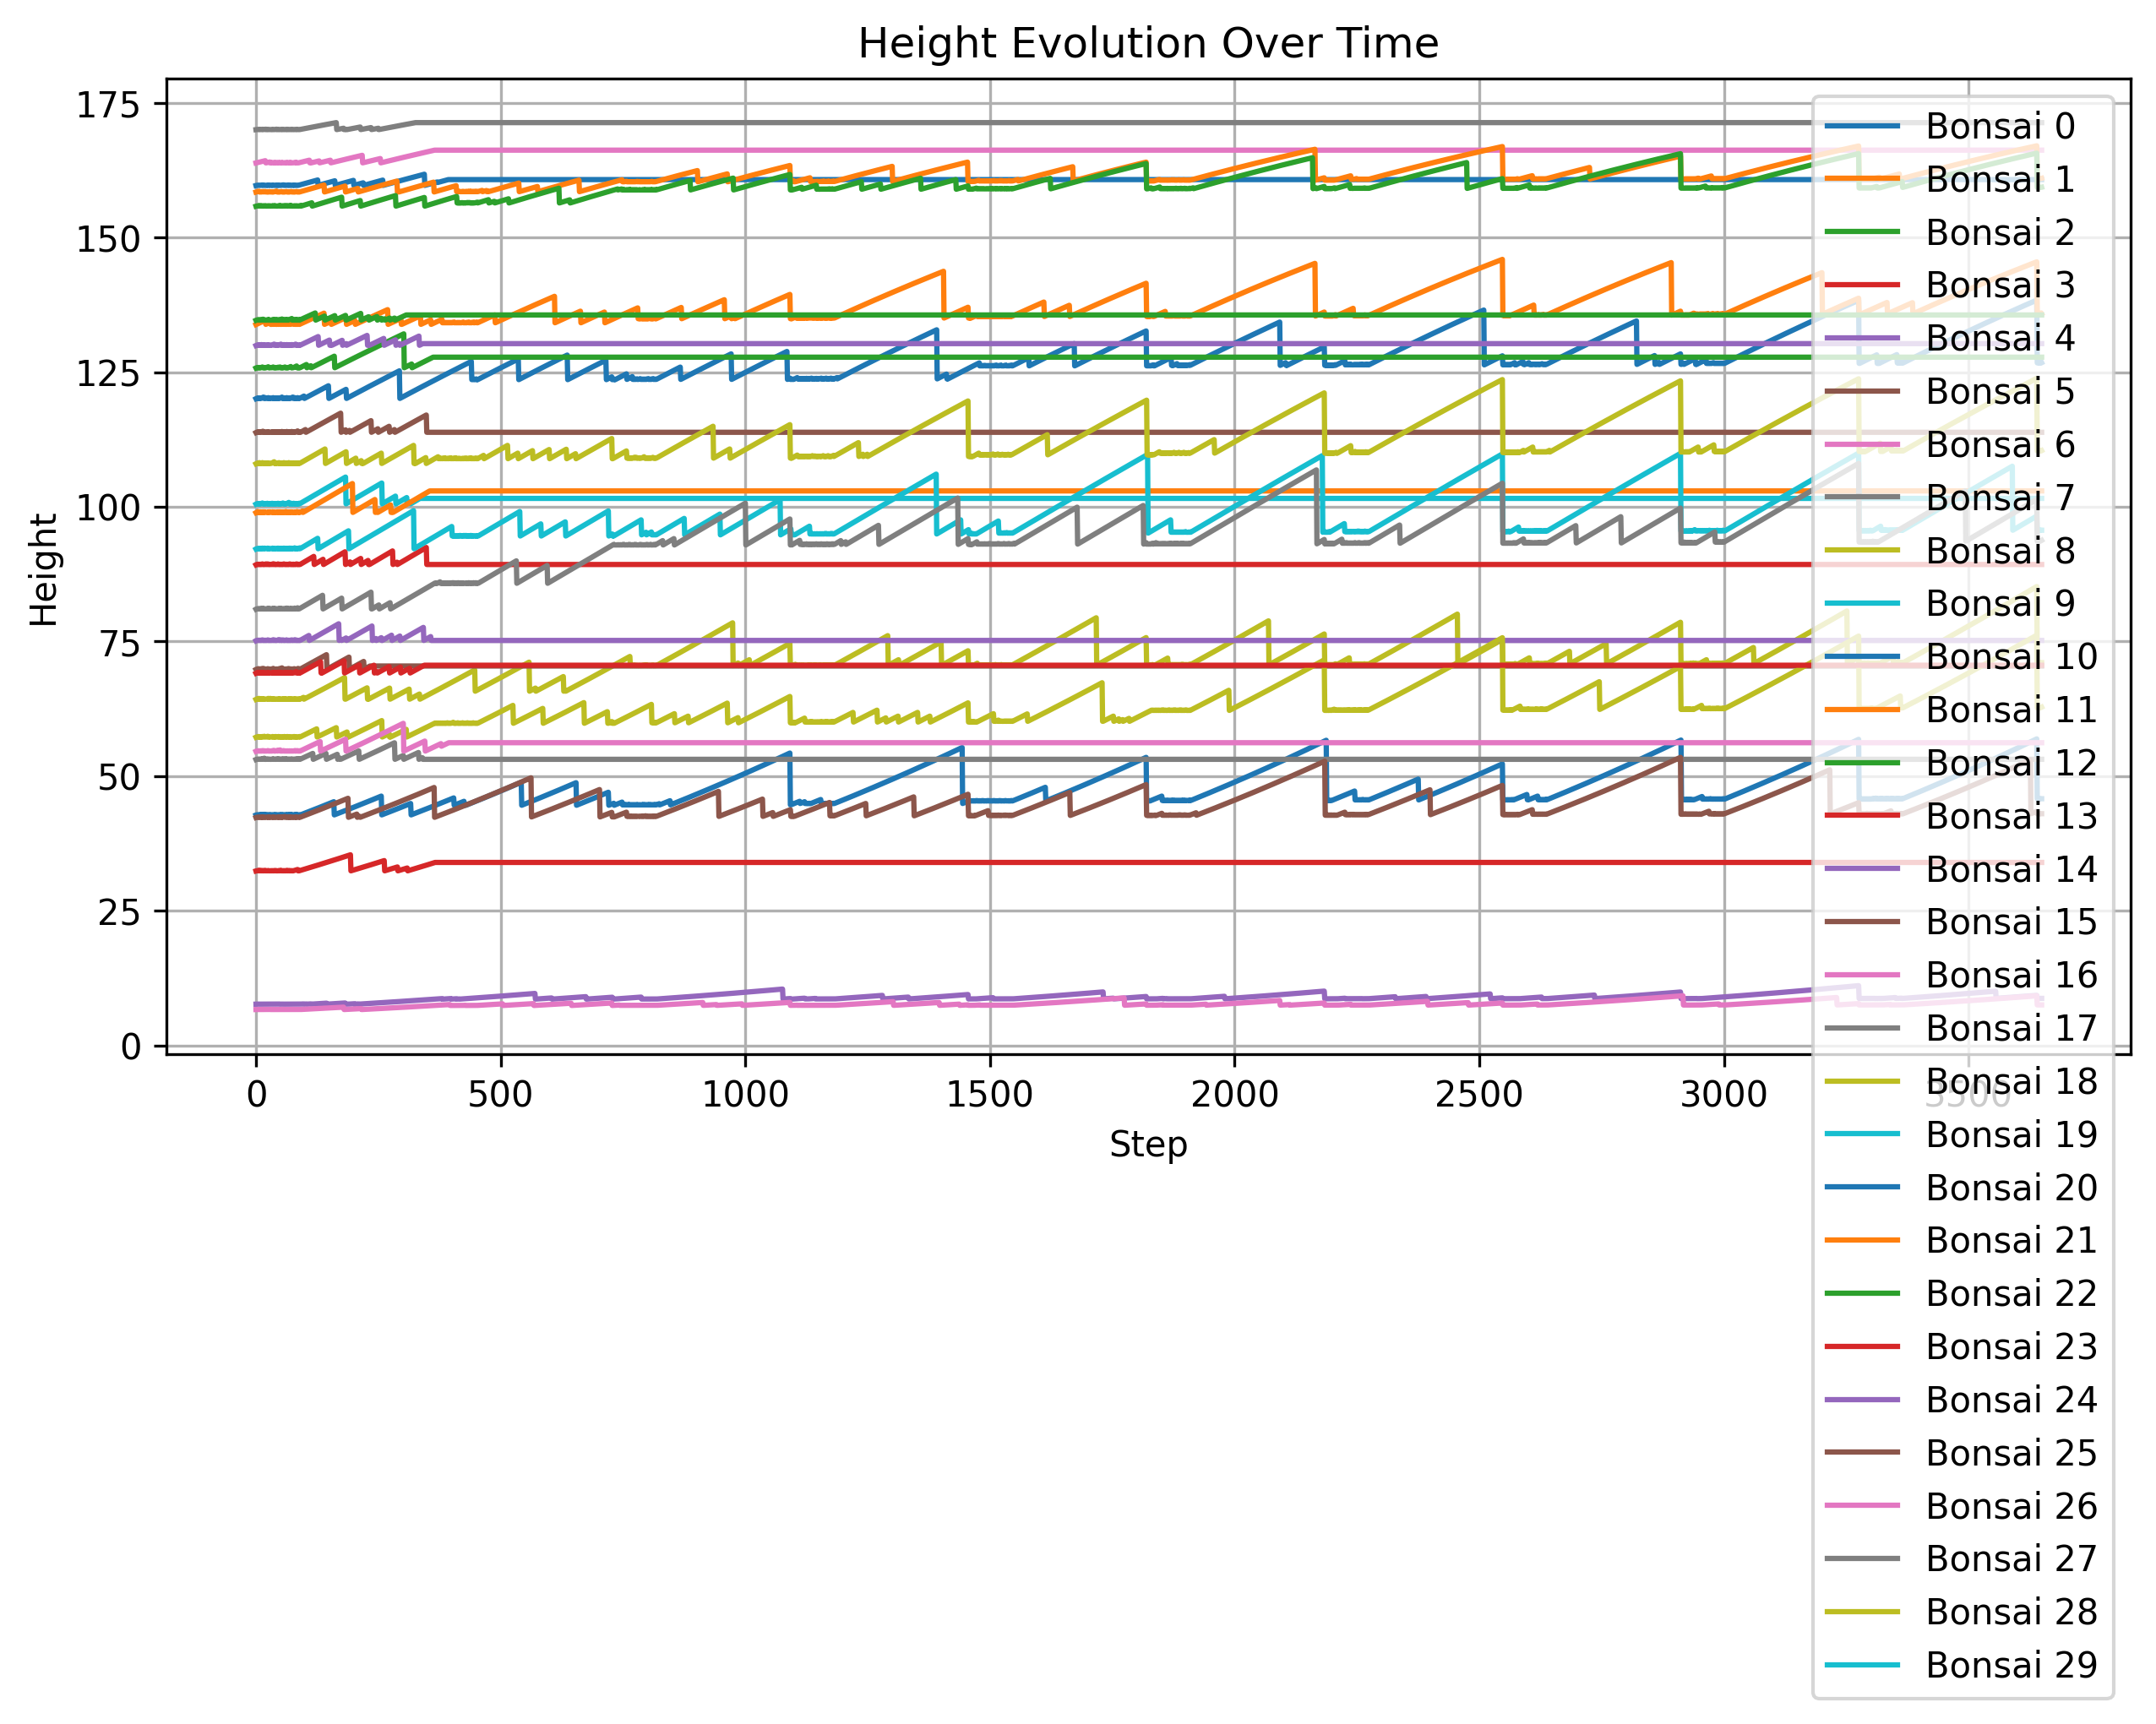 Height Evolution Over Time
Height
175
150
125
100
75
50
25
0
0 500 1000 1500 2000 2500 3000 3500
Step
Bonsai 0
Bonsai 1
Bonsai 2
Bonsai 3
Bonsai 4
Bonsai 5
Bonsai 6
Bonsai 7
Bonsai 8
Bonsai 9
Bonsai 10
Bonsai 11
Bonsai 12
Bonsai 13
Bonsai 14
Bonsai 15
Bonsai 16
Bonsai 17
Bonsai 18
Bonsai 19
Bonsai 20
Bonsai 21
Bonsai 22
Bonsai 23
Bonsai 24
Bonsai 25
Bonsai 26
Bonsai 27
Bonsai 28
Bonsai 29